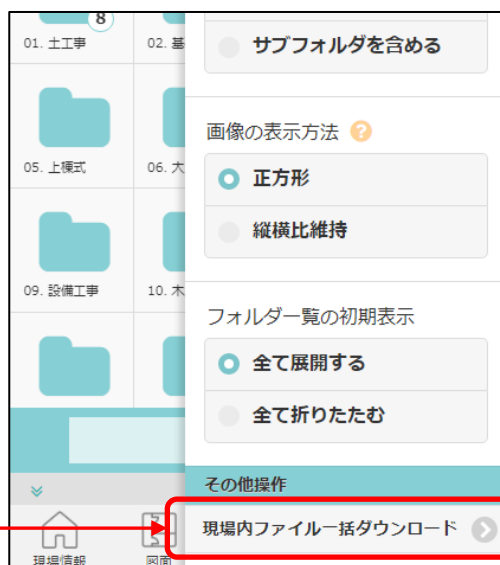 8
01. 土工事
02. 基
05. 上棟式
06. 大
09. 設備工事
10. 木
現場情報
図面
サブフォルダを含める
画像の表示方法 ?
正方形
縦横比維持
フォルダ一覧の初期表示
全て展開する
全て折りたたむ
その他操作
現場内ファイル一括ダウンロード